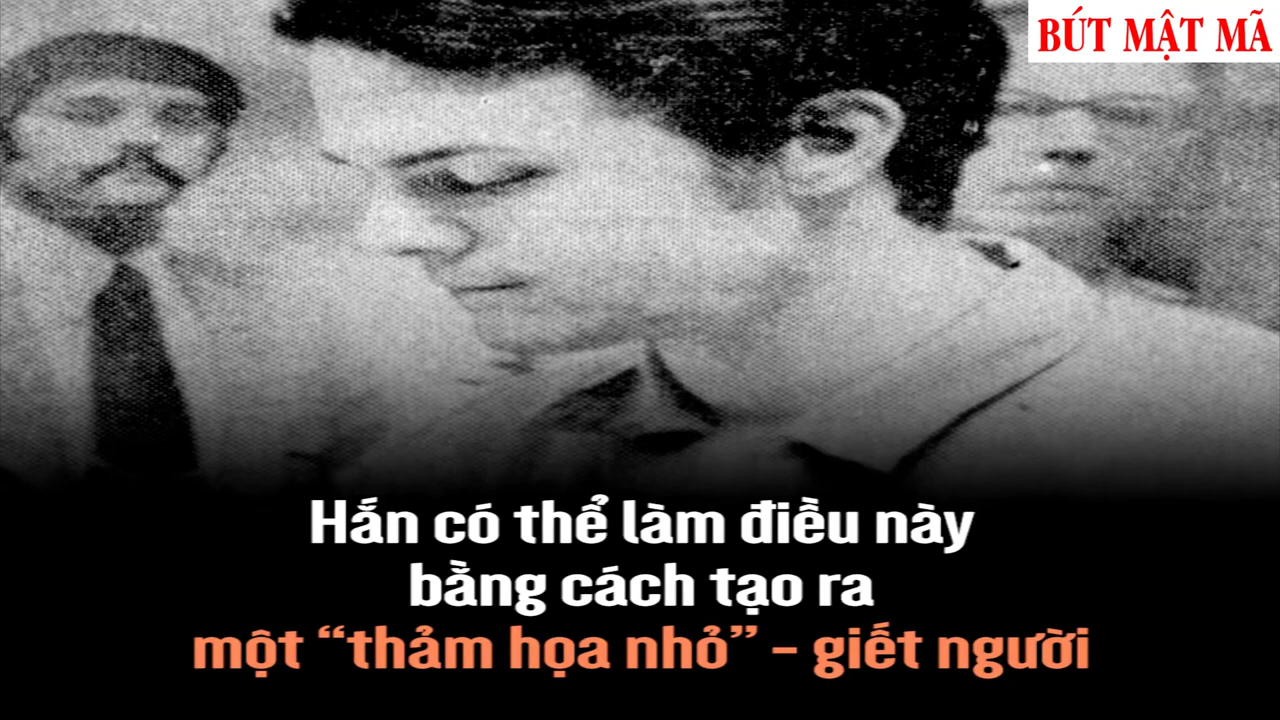 BÚT MẬT MÃ
Hắn có thể làm điều này
bằng cách tạo ra
một “thảm họa nhỏ” – giết người